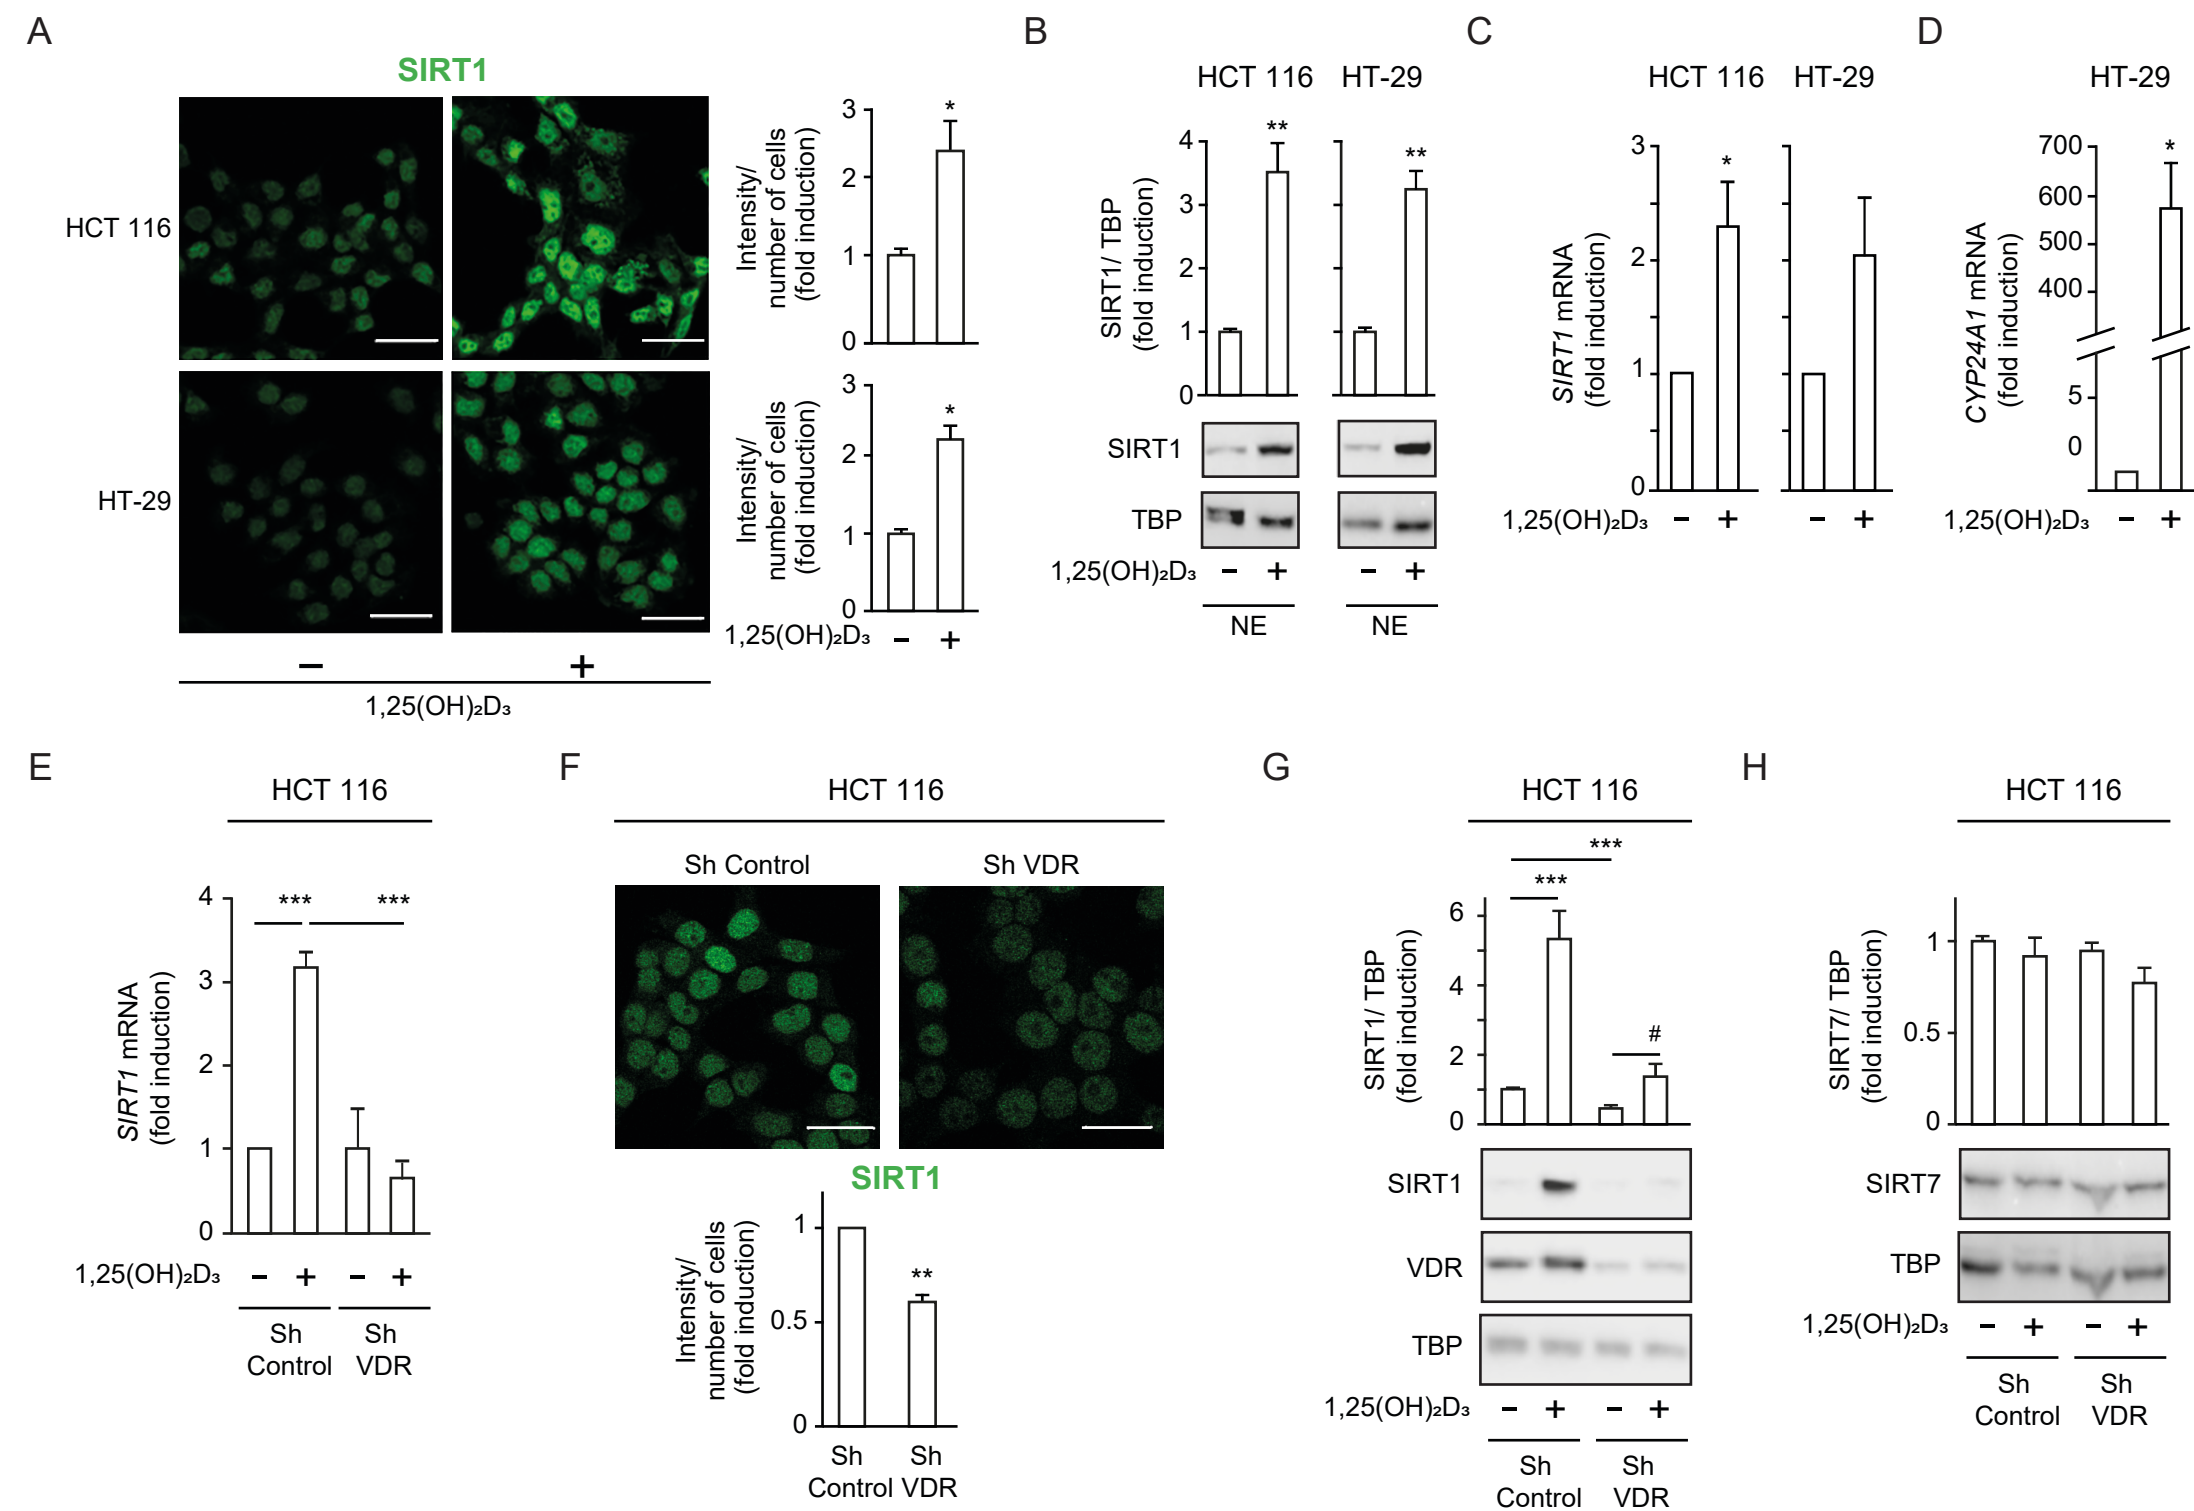 A
SIRT1
HCT 116
HT-29
− +
1,25(OH)₂D₃
Intensity/
number of cells
(fold induction)
3
2
1
0
*
Intensity/
number of cells
(fold induction)
3
2
1
0
*
1,25(OH)₂D₃ − +
B
HCT 116 HT-29
SIRT1/ TBP
(fold induction)
4
3
2
1
0
** **
SIRT1
TBP
1,25(OH)₂D₃ − + − +
NE NE
C
HCT 116 HT-29
SIRT1 mRNA
(fold induction)
3
2
1
0
*
1,25(OH)₂D₃ − + − +
D
HT-29
CYP24A1 mRNA
(fold induction)
700
600
500
400
5
0
*
1,25(OH)₂D₃ − +
E
HCT 116
SIRT1 mRNA
(fold induction)
4
3
2
1
0
*** ***
1,25(OH)₂D₃ − + − +
Sh Sh
Control VDR
F
HCT 116
Sh Control Sh VDR
SIRT1
Intensity/
number of cells
(fold induction)
1
0.5
0
**
Sh Sh
Control VDR
G
HCT 116
SIRT1/ TBP
(fold induction)
6
4
2
1
0
***
***
#
SIRT1
VDR
TBP
1,25(OH)₂D₃ − + − +
Sh Sh
Control VDR
H
HCT 116
SIRT7/ TBP
(fold induction)
1
0.5
0
SIRT7
TBP
1,25(OH)₂D₃ − + − +
Sh Sh
Control VDR